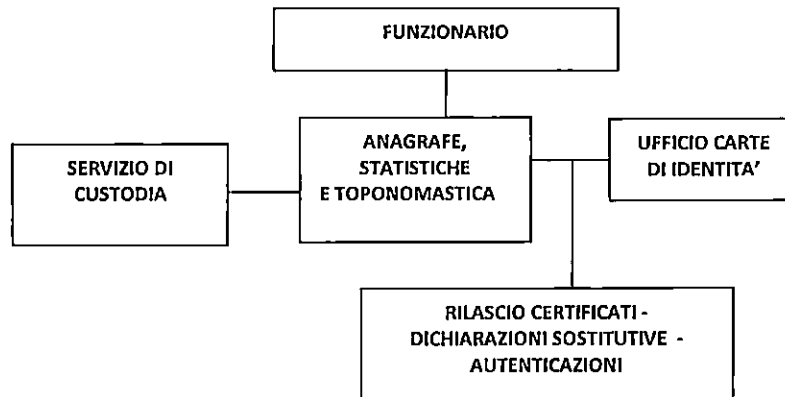 FUNZIONARIO
SERVIZIO DI
CUSTODIA
ANAGRAFE,
STATISTICHE
E TOPONOMASTICA
UFFICIO CARTE
DI IDENTITA'
RILASCIO CERTIFICATI -
DICHIARAZIONI SOSTITUTIVE -
AUTENTICAZIONI